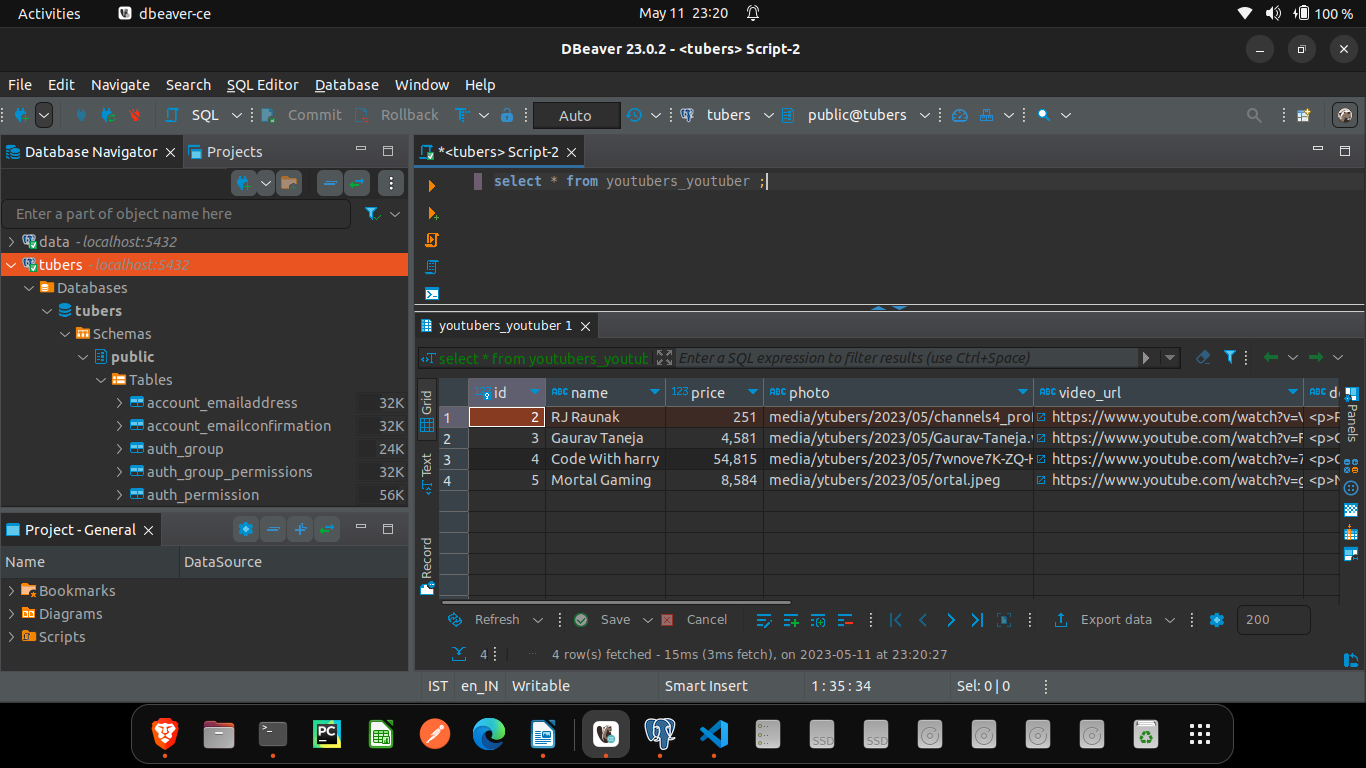 Activities dbeaver-ce May 11 23:20 100 %
DBeaver 23.0.2 - <tubers> Script-2
File Edit Navigate Search SQL Editor Database Window Help
SQL Commit Rollback Auto tubers public@tubers
Database Navigator Projects
*<tubers> Script-2
select * from youtubers_youtuber ;
Enter a part of object name here
data - localhost:5432
tubers - localhost:5432
Databases
tubers
Schemas
public
Tables
account_emailaddress 32K
account_emailconfirmation 32K
auth_group 24K
auth_group_permissions 32K
auth_permission 56K
youtubers_youtuber 1
select * from youtubers_youtub Enter a SQL expression to filter results (use Ctrl+Space)
Grid
Text
Record
Panels
id ABC name 123 price ABC photo ABC video_url ABC d
1 2 RJ Raunak 251 media/ytubers/2023/05/channels4_pro https://www.youtube.com/watch?v=V <p>R
2 3 Gaurav Taneja 4,581 media/ytubers/2023/05/Gaurav-Taneja. https://www.youtube.com/watch?v=F <p>C
3 4 Code With harry 54,815 media/ytubers/2023/05/7wnove7K-ZQ-H https://www.youtube.com/watch?v=7 <p>C
4 5 Mortal Gaming 8,584 media/ytubers/2023/05/ortal.jpeg https://www.youtube.com/watch?v=g <p>N
Project - General
Name DataSource
Bookmarks
Diagrams
Scripts
Refresh Save Cancel Export data 200
4 4 row(s) fetched - 15ms (3ms fetch), on 2023-05-11 at 23:20:27
IST en_IN Writable Smart Insert 1 : 35 : 34 Sel: 0 | 0
PC
SSD SSD